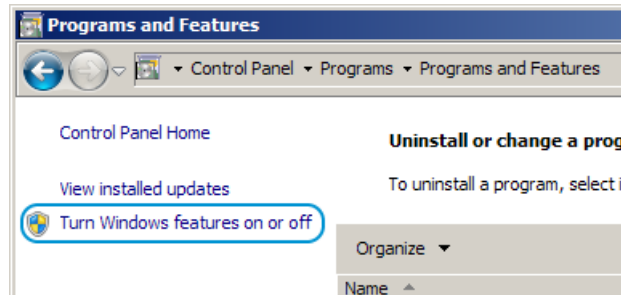 Programs and Features
Control Panel Programs Programs and Features
Control Panel Home
Uninstall or change a prog
View installed updates
To uninstall a program, select i
Turn Windows features on or off
Organize
Name